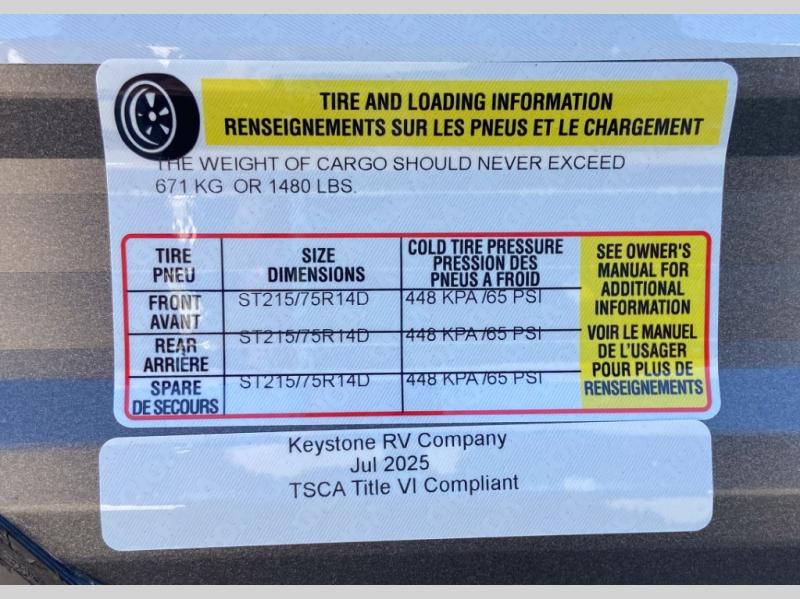 TIRE AND LOADING INFORMATION
RENSEIGNEMENTS SUR LES PNEUS ET LE CHARGEMENT
THE WEIGHT OF CARGO SHOULD NEVER EXCEED
671 KG OR 1480 LBS.
TIRE
PNEU
SIZE
DIMENSIONS
COLD TIRE PRESSURE
PRESSION DES
PNEUS A FROID
FRONT
AVANT
ST215/75R14D
448 KPA /65 PSI
REAR
ARRIÈRE
ST215/75R14D
448 KPA /65 PSI
SPARE
DE SECOURS
ST215/75R14D
448 KPA /65 PSI
SEE OWNER'S
MANUAL FOR
ADDITIONAL
INFORMATION
VOIR LE MANUEL
DE L'USAGER
POUR PLUS DE
RENSEIGNEMENTS
Keystone RV Company
Jul 2025
TSCA Title VI Compliant